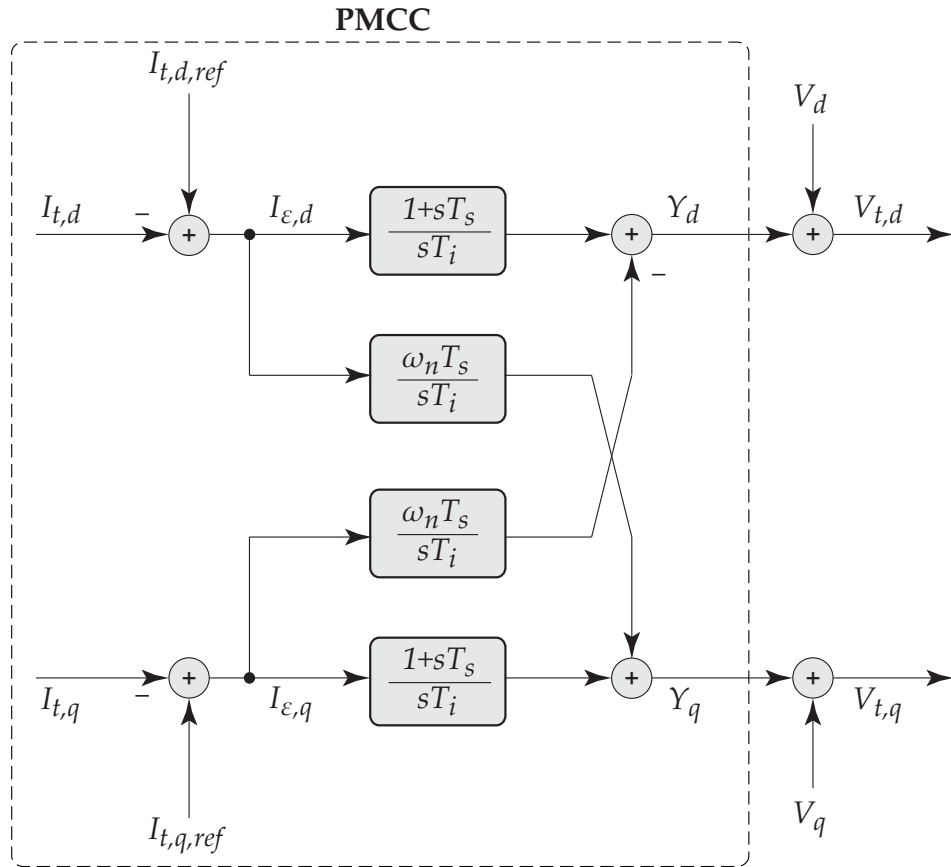 PMCC
I_{t,d,ref}
V_d
I_{t,d}
−
+
I_{ε,d}
1+sT_s
sT_i
+
Y_d
+
V_{t,d}
−
ω_n T_s
sT_i
ω_n T_s
sT_i
I_{t,q}
−
+
I_{ε,q}
1+sT_s
sT_i
+
Y_q
+
V_{t,q}
I_{t,q,ref}
V_q